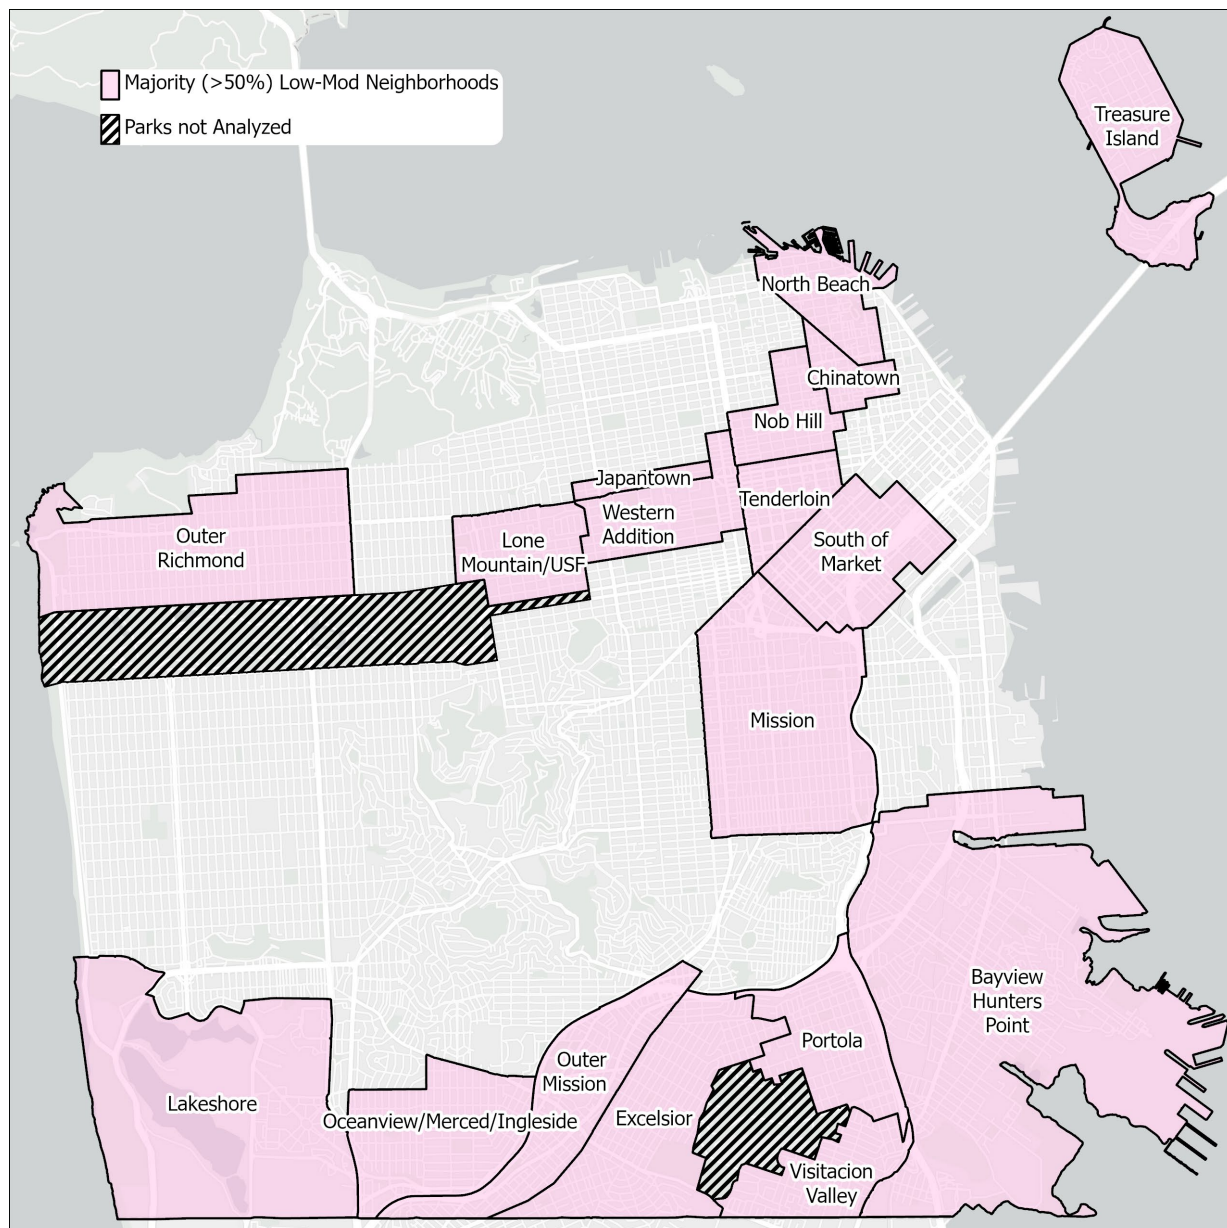 Majority (>50%) Low-Mod Neighborhoods
Parks not Analyzed
Treasure
Island
North Beach
Chinatown
Nob Hill
Japantown
Tenderloin
Western
Addition
Outer
Richmond
Lone
Mountain/USF
South of
Market
Mission
Bayview
Hunters
Point
Portola
Outer
Mission
Lakeshore
Oceanview/Merced/Ingleside
Excelsior
Visitacion
Valley